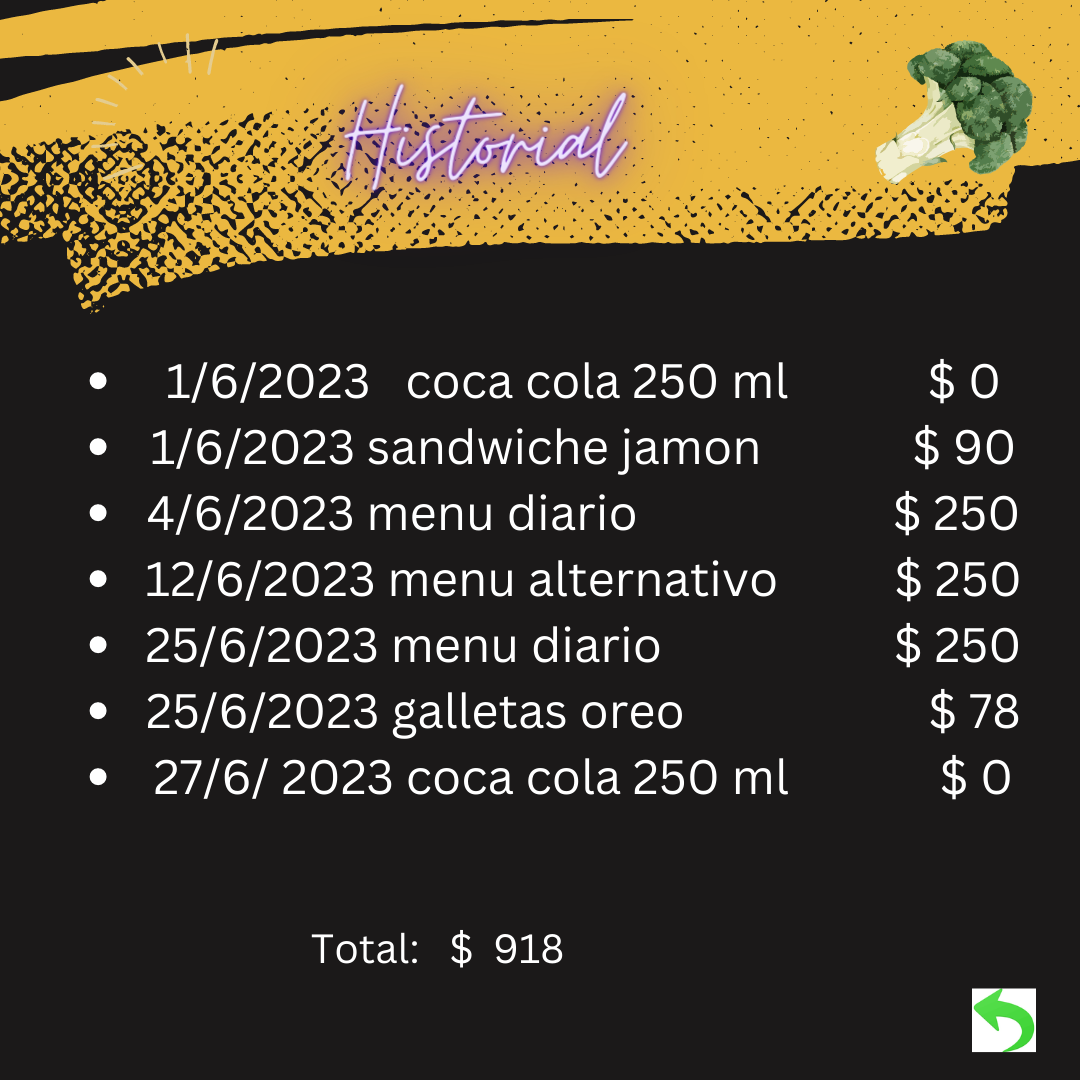 Historial
• 1/6/2023 coca cola 250 ml $ 0
• 1/6/2023 sandwiche jamon $ 90
• 4/6/2023 menu diario $ 250
• 12/6/2023 menu alternativo $ 250
• 25/6/2023 menu diario $ 250
• 25/6/2023 galletas oreo $ 78
• 27/6/ 2023 coca cola 250 ml $ 0
Total: $ 918